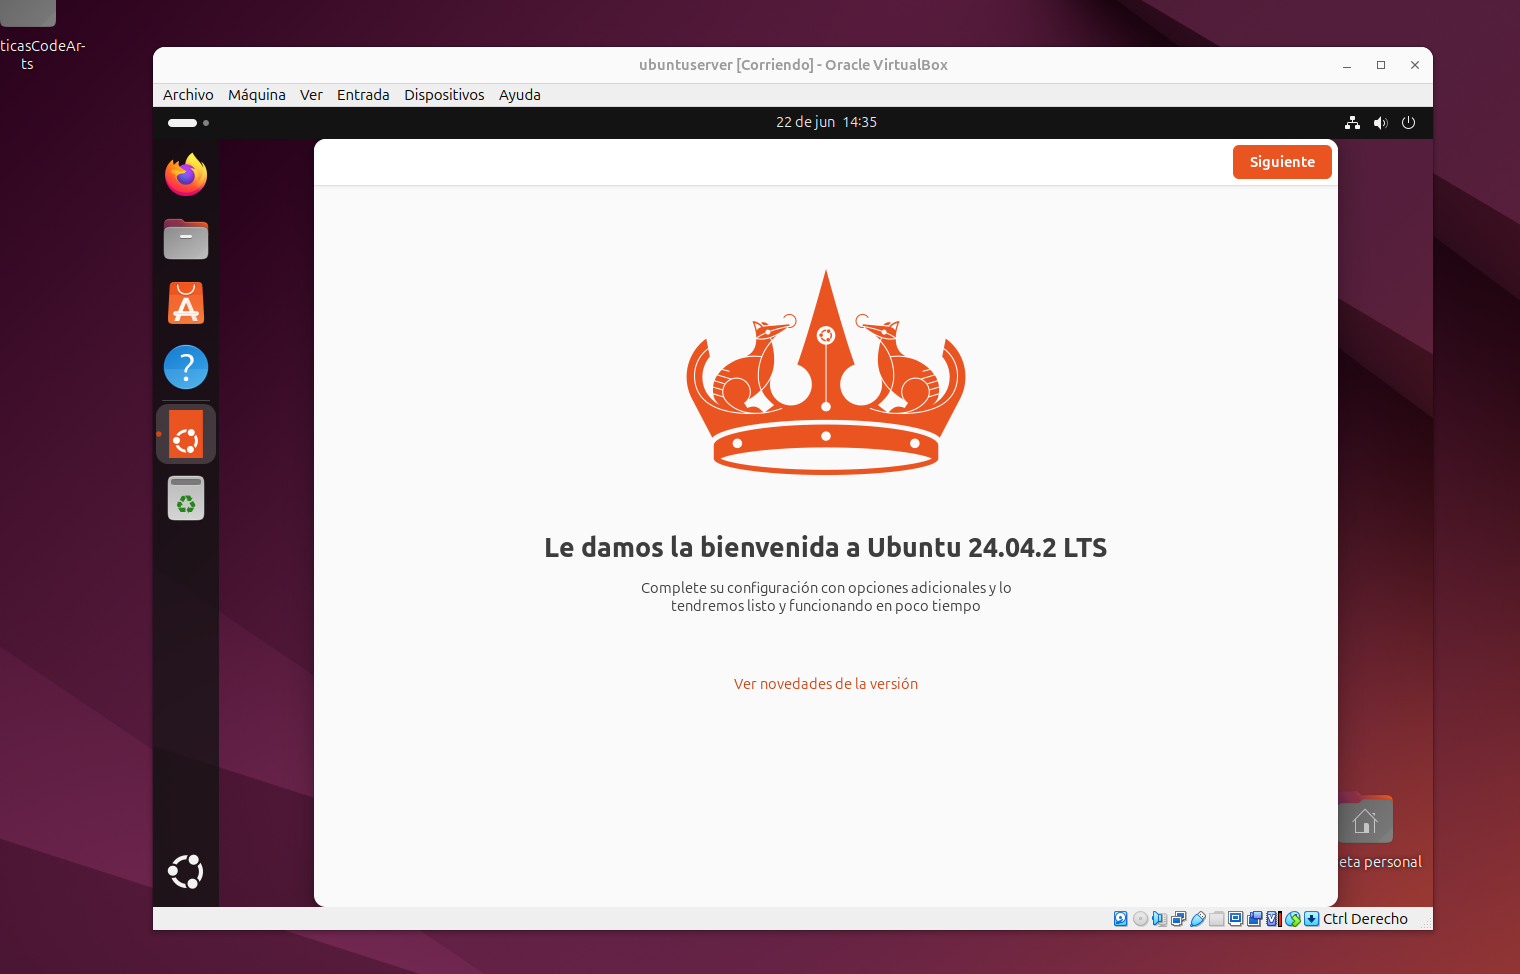 ticasCodeAr-
ts
ubuntuserver [Corriendo] - Oracle VirtualBox
Archivo Máquina Ver Entrada Dispositivos Ayuda
22 de jun 14:35
Siguiente
Le damos la bienvenida a Ubuntu 24.04.2 LTS
Complete su configuración con opciones adicionales y lo
tendremos listo y funcionando en poco tiempo
Ver novedades de la versión
eta personal
Ctrl Derecho